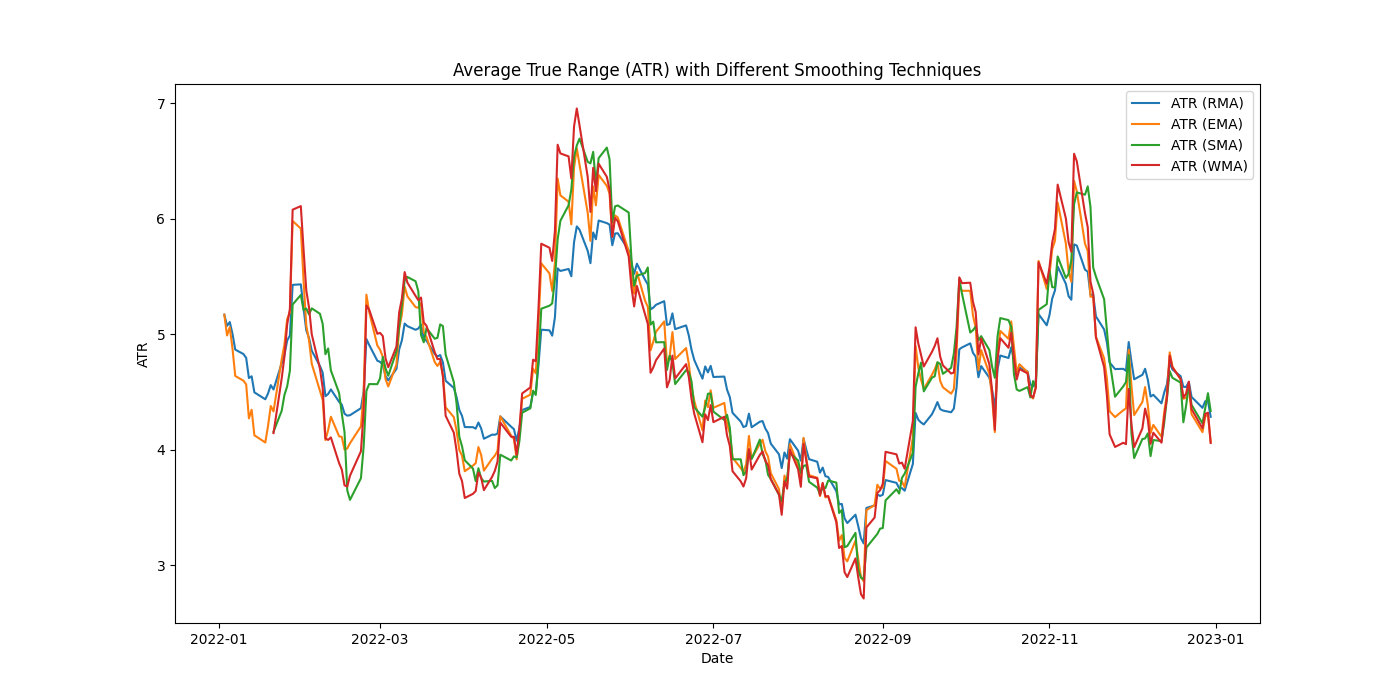 Average True Range (ATR) with Different Smoothing Techniques
ATR (RMA)
ATR (EMA)
ATR (SMA)
ATR (WMA)
ATR
7
6
5
4
3
2022-01
2022-03
2022-05
2022-07
2022-09
2022-11
2023-01
Date